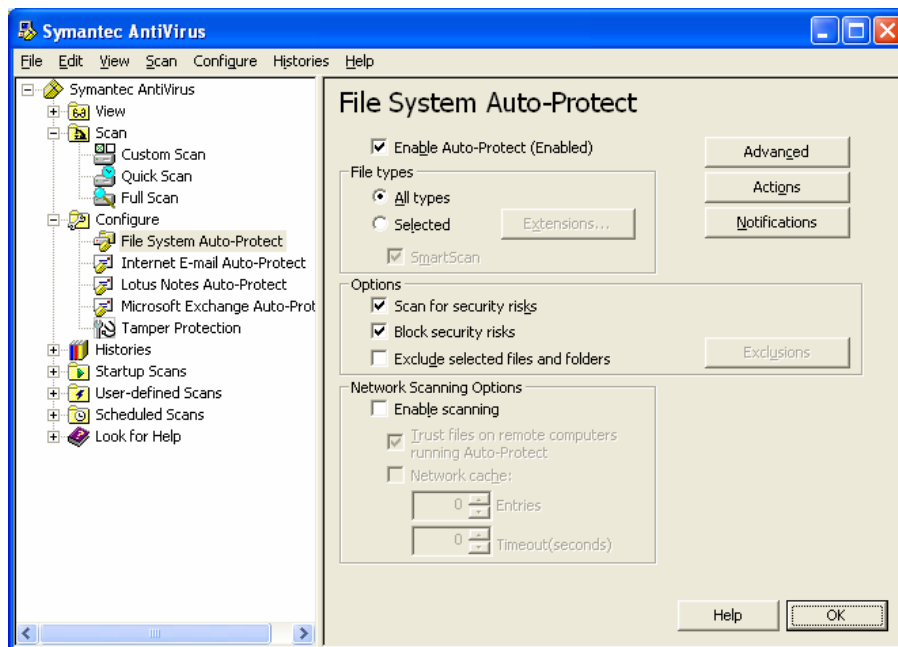 Symantec AntiVirus
File Edit View Scan Configure Histories Help
Symantec AntiVirus
View
Scan
Custom Scan
Quick Scan
Full Scan
Configure
File System Auto-Protect
Internet E-mail Auto-Protect
Lotus Notes Auto-Protect
Microsoft Exchange Auto-Prot
Tamper Protection
Histories
Startup Scans
User-defined Scans
Scheduled Scans
Look for Help
File System Auto-Protect
Enable Auto-Protect (Enabled)
Advanced
Actions
Notifications
File types
All types
Selected
Extensions...
SmartScan
Options
Scan for security risks
Block security risks
Exclude selected files and folders
Exclusions
Network Scanning Options
Enable scanning
Trust files on remote computers
running Auto-Protect
Network cache:
0 Entries
0 Timeout(seconds)
Help
OK